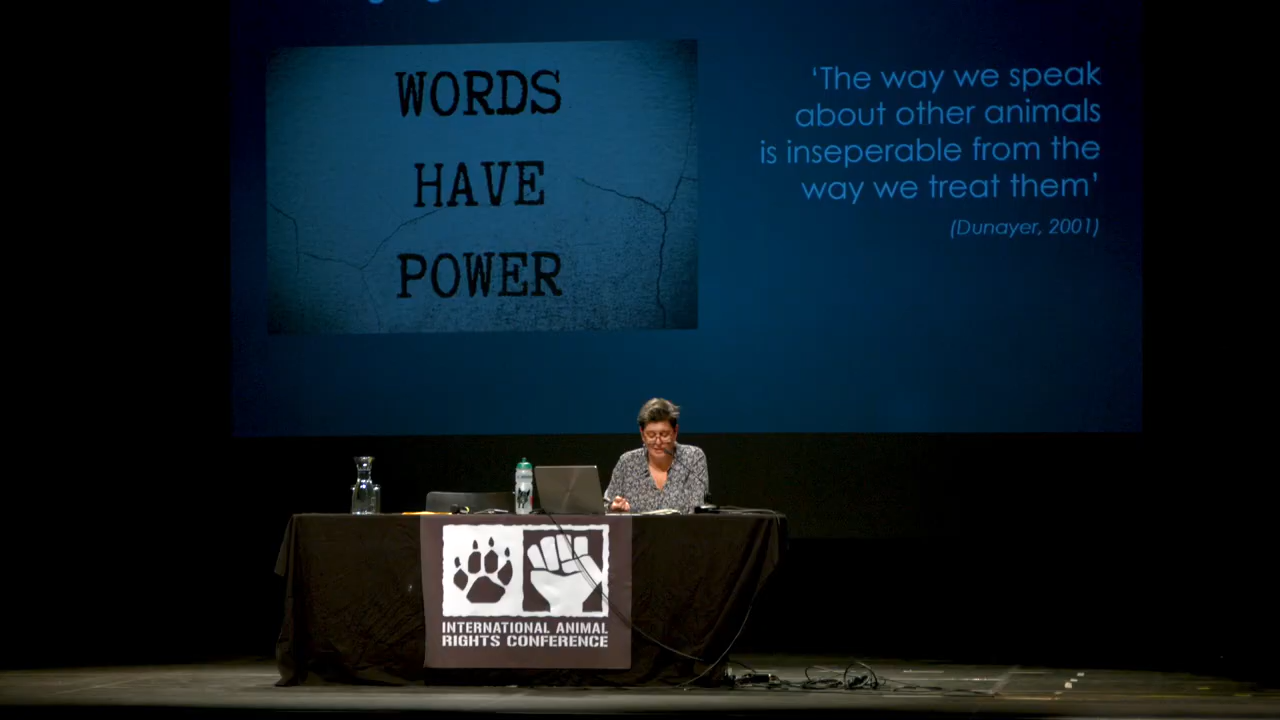 WORDS
HAVE
POWER
‘The way we speak
about other animals
is inseperable from the
way we treat them’
(Dunayer, 2001)
INTERNATIONAL ANIMAL
RIGHTS CONFERENCE